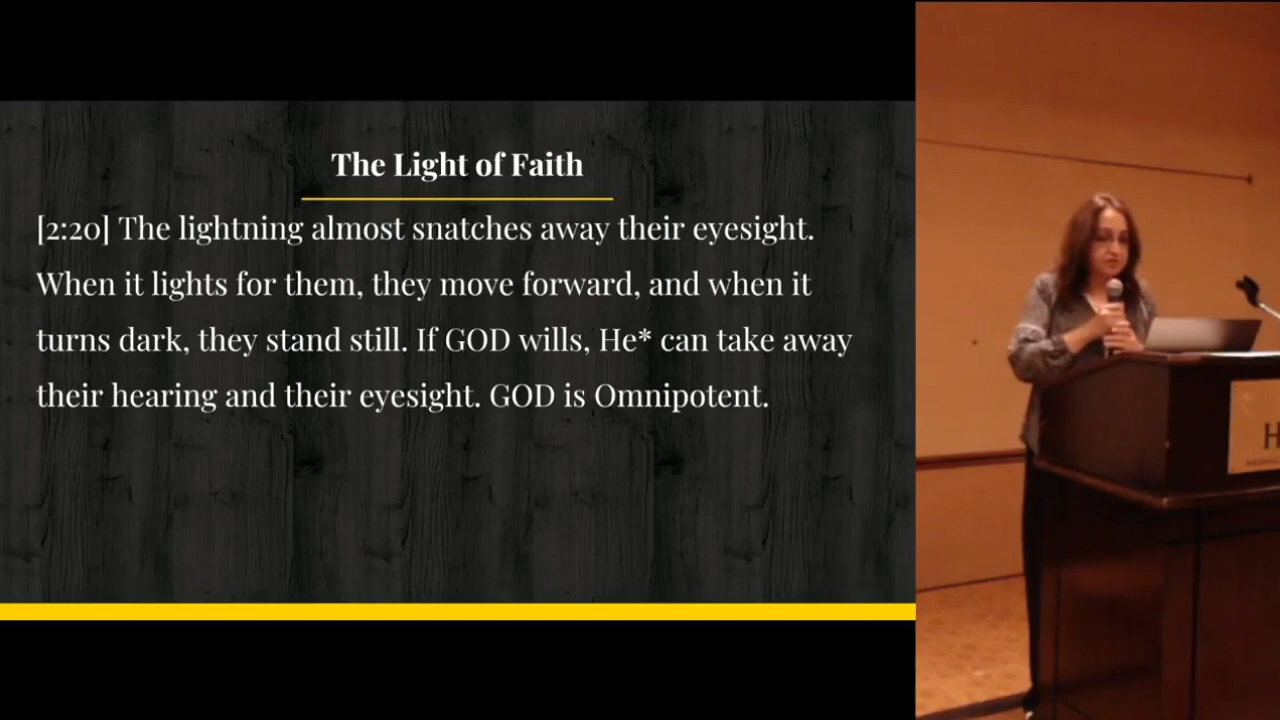 The Light of Faith
[2:20] The lightning almost snatches away their eyesight.
When it lights for them, they move forward, and when it
turns dark, they stand still. If GOD wills, He* can take away
their hearing and their eyesight. GOD is Omnipotent.
H